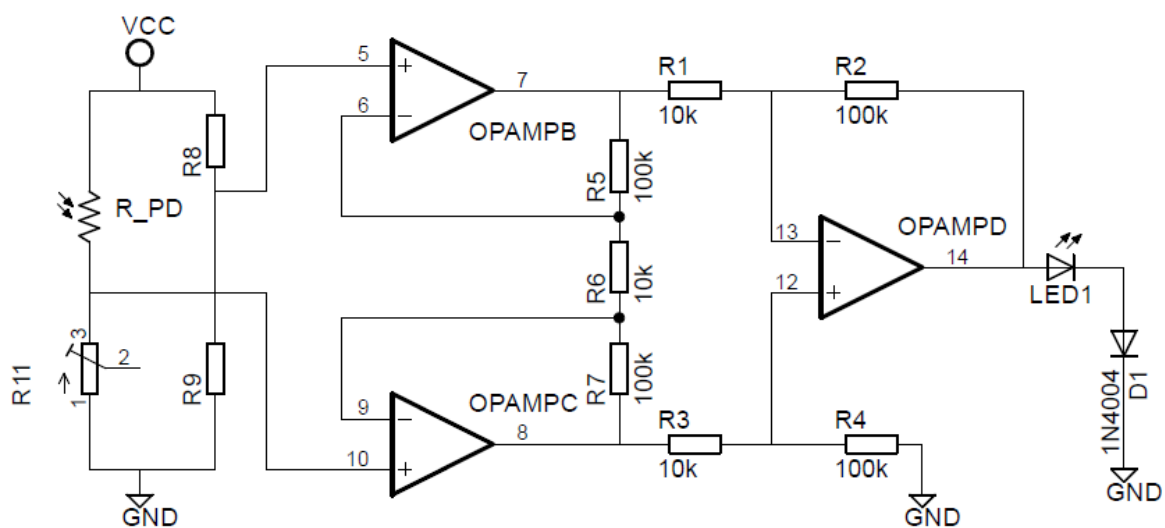 VCC
5
+
7
6
−
OPAMPB
R1
10k
R2
100k
R8
R5
100k
R_PD
R6
10k
13
−
OPAMPD
14
12
+
LED1
R11
3
2
1
R9
R7
100k
D1
1N4004
9
−
OPAMPC
8
10
+
R3
10k
R4
100k
GND
GND
GND